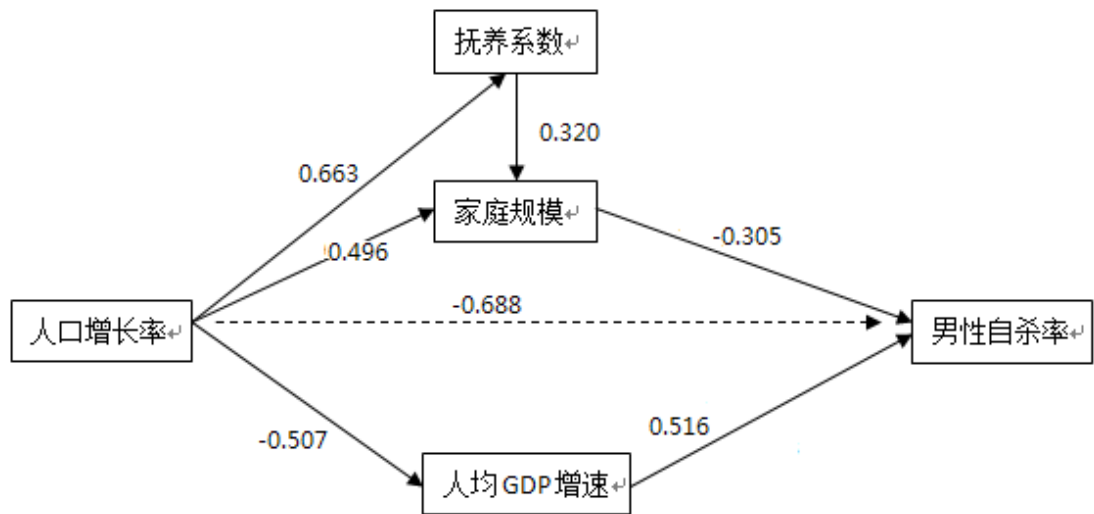 抚养系数↵
0.320
0.663
家庭规模↵
0.496
-0.305
-0.688
人口增长率↵
男性自杀率↵
-0.507
0.516
人均GDP增速↵